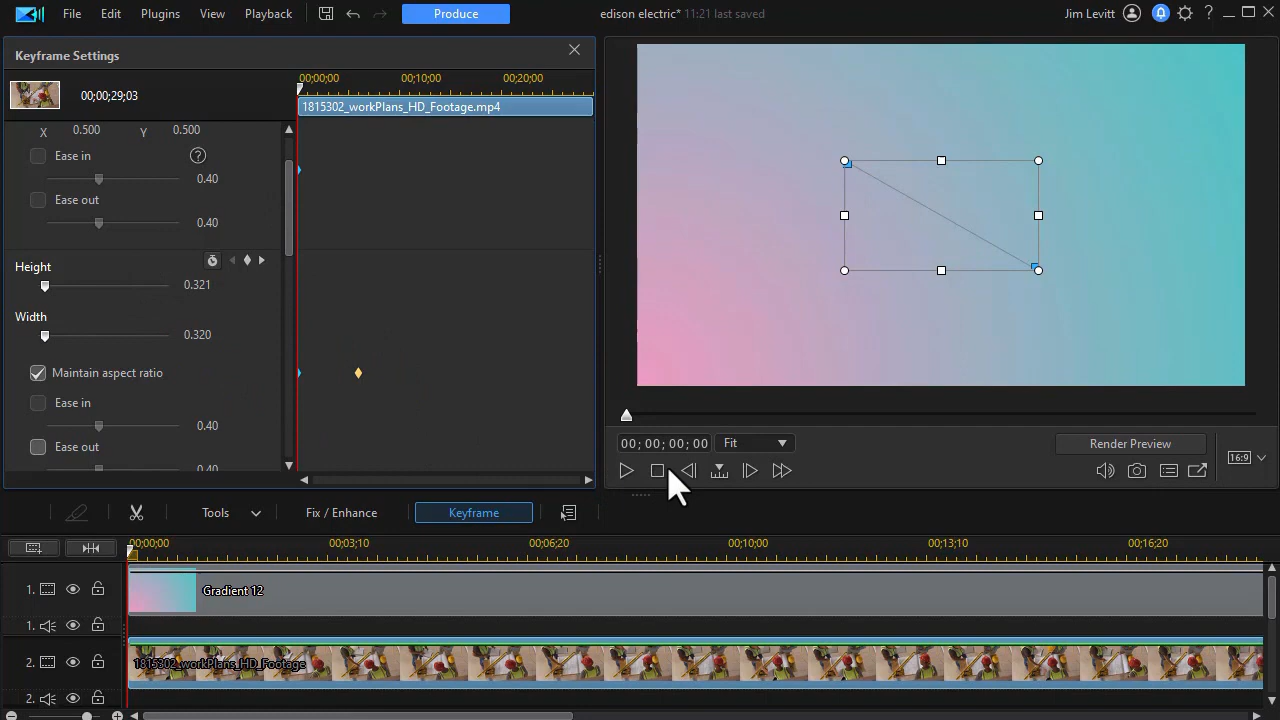 File Edit Plugins View Playback Produce edison electric* 11:21 last saved Jim Levitt ?
Keyframe Settings
00;00;29;03
00;00;00 00;10;00 00;20;00
1815302_workPlans_HD_Footage.mp4
X 0.500 Y 0.500
Ease in ?
0.40
Ease out
0.40
Height
0.321
Width
0.320
Maintain aspect ratio
Ease in
0.40
Ease out
0.40
00; 00; 00; 00 Fit Render Preview
16:9
Tools Fix / Enhance Keyframe
00;00;00 00;03;10 00;06;20 00;10;00 00;13;10 00;16;20
1. Gradient 12
1.
2. 1815302_workPlans_HD_Footage
2.